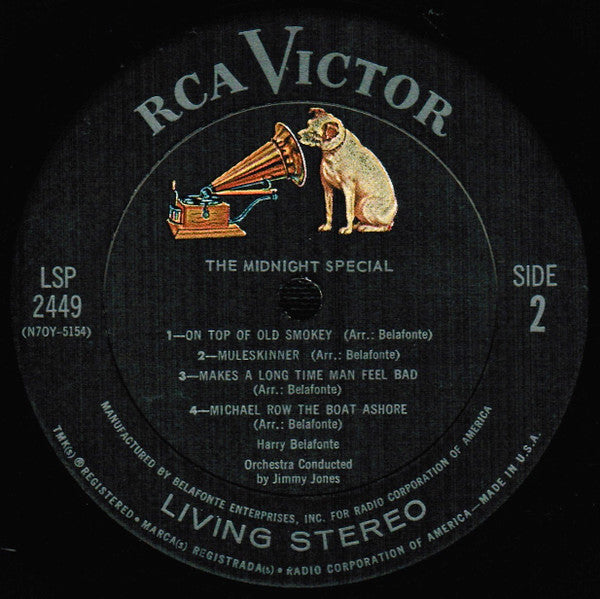 RCA VICTOR
THE MIDNIGHT SPECIAL
LSP
2449
(N7OY-5154)
SIDE
2
1—ON TOP OF OLD SMOKEY (Arr.: Belafonte)
2—MULESKINNER (Arr.: Belafonte)
3—MAKES A LONG TIME MAN FEEL BAD
(Arr.: Belafonte)
4—MICHAEL ROW THE BOAT ASHORE
(Arr.: Belafonte)
Harry Belafonte
Orchestra Conducted
by Jimmy Jones
MANUFACTURED BY BELAFONTE ENTERPRISES, INC. FOR RADIO CORPORATION OF AMERICA
LIVING STEREO
TMK(s) ® REGISTERED • MARCA(s) REGISTRADA(s) • RADIO CORPORATION OF AMERICA—MADE IN U.S.A.